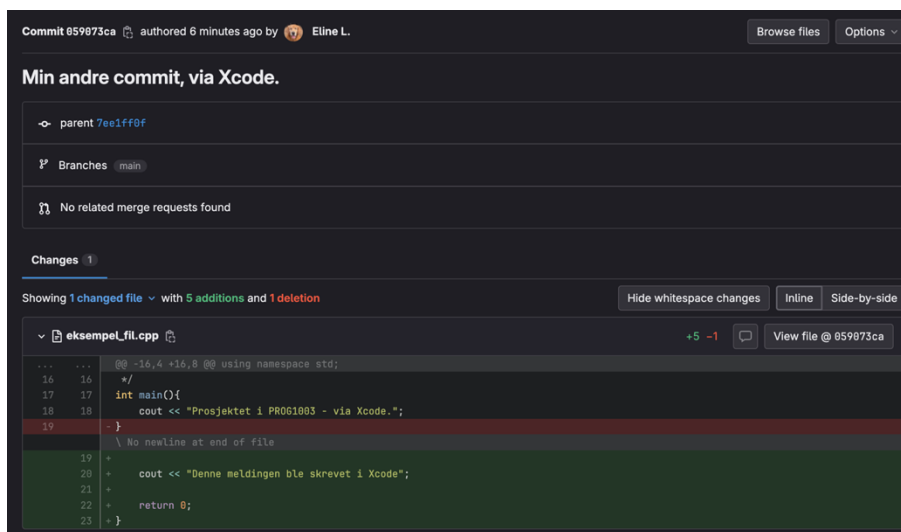 Commit 059073ca authored 6 minutes ago by Eline L. Browse files Options
Min andre commit, via Xcode.
parent 7ee1ff0f
Branches main
No related merge requests found
Changes 1
Showing 1 changed file with 5 additions and 1 deletion Hide whitespace changes Inline Side-by-side
eksempel_fil.cpp +5 −1 View file @ 059073ca
... ... @@ -16,4 +16,8 @@ using namespace std;
16 16 */
17 17 int main(){
18 18 cout << "Prosjektet i PROG1003 - via Xcode.";
19 - }
\ No newline at end of file
19 +
20 + cout << "Denne meldingen ble skrevet i Xcode";
21 +
22 + return 0;
23 + }